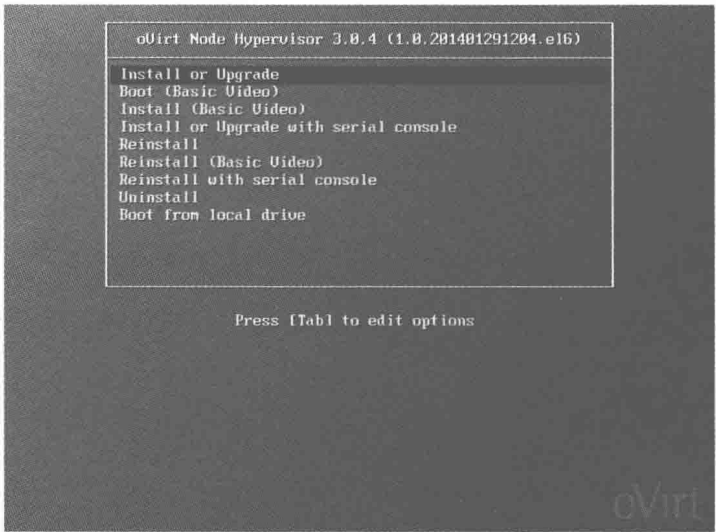 oVirt Node Hypervisor 3.0.4 (1.0.201401291204.el6)
Install or Upgrade
Boot (Basic Video)
Install (Basic Video)
Install or Upgrade with serial console
Reinstall
Reinstall (Basic Video)
Reinstall with serial console
Uninstall
Boot from local drive
Press [Tab] to edit options
oVirt